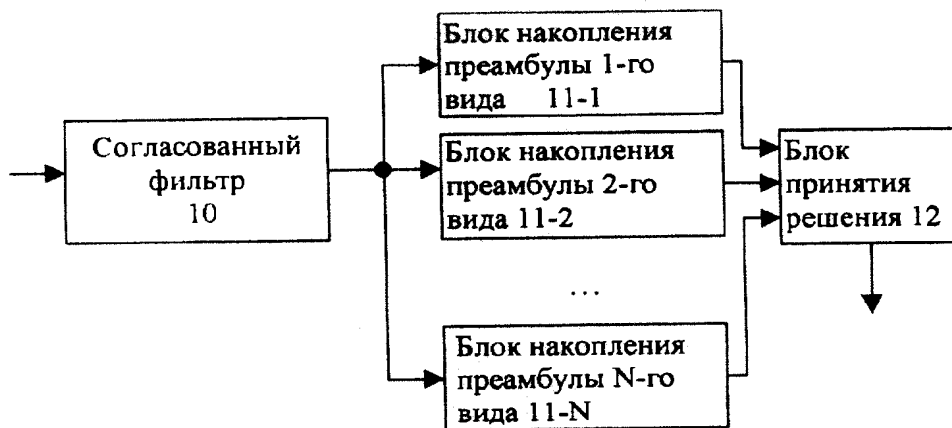 Согласованный
фильтр
10
Блок накопления
преамбулы 1-го
вида 11-1
Блок накопления
преамбулы 2-го
вида 11-2
...
Блок накопления
преамбулы N-го
вида 11-N
Блок
принятия
решения 12